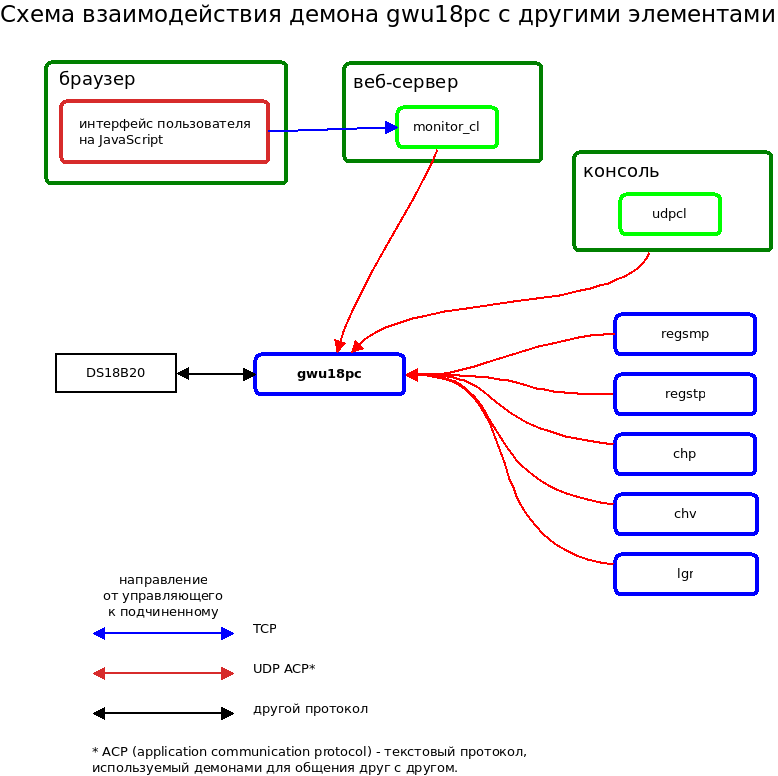 Схема взаимодействия демона gwu18pc с другими элементами
браузер
интерфейс пользователя
на JavaScript
веб-сервер
monitor_cl
консоль
udpcl
regsmp
DS18B20
gwu18pc
regstp
chp
chv
lgr
направление
от управляющего
к подчиненному
TCP
UDP ACP*
другой протокол
* ACP (application communication protocol) - текстовый протокол,
используемый демонами для общения друг с другом.